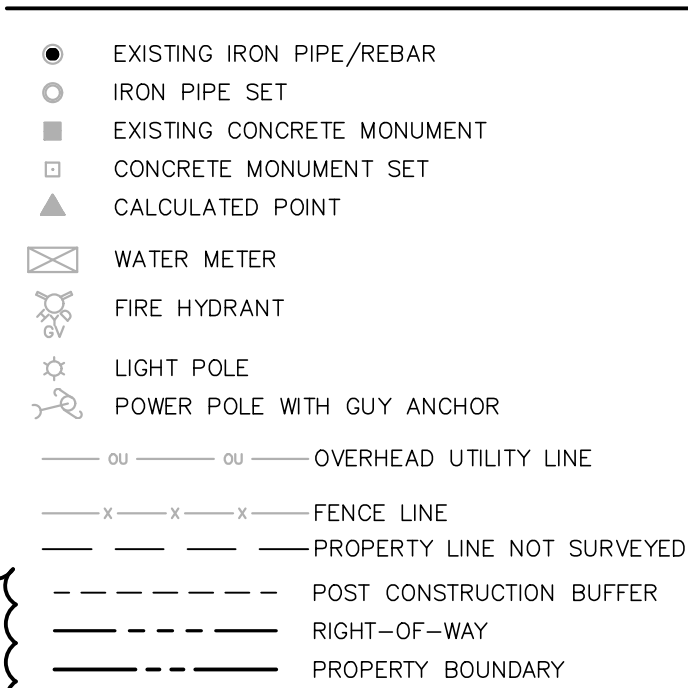 EXISTING IRON PIPE/REBAR
IRON PIPE SET
EXISTING CONCRETE MONUMENT
CONCRETE MONUMENT SET
CALCULATED POINT
WATER METER
FIRE HYDRANT
GV
LIGHT POLE
POWER POLE WITH GUY ANCHOR
OU OU OVERHEAD UTILITY LINE
X X X FENCE LINE
PROPERTY LINE NOT SURVEYED
POST CONSTRUCTION BUFFER
RIGHT-OF-WAY
PROPERTY BOUNDARY